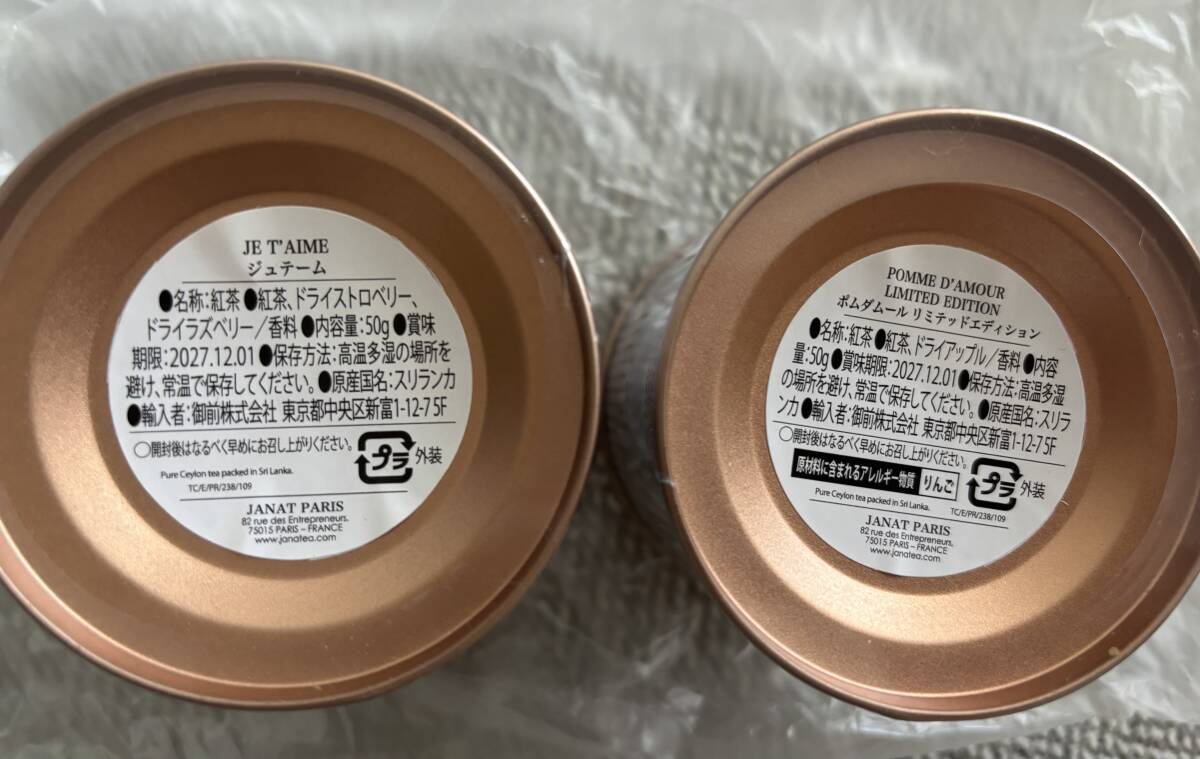 JE T'AIME
ジュテーム
●名称:紅茶 ●紅茶、ドライストロベリー、
ドライラズベリー/香料 ●内容量:50g ●賞味
期限:2027.12.01 ●保存方法:高温多湿の場所を
避け、常温で保存してください。 ●原産国名:スリランカ
●輸入者:御前株式会社 東京都中央区新富1-12-7 5F
○開封後はなるべく早めにお召し上がりください。
プラ 外装
Pure Ceylon tea packed in Sri Lanka.
TC/E/PR/238/109
JANAT PARIS
82 rue des Entrepreneurs,
75015 PARIS – FRANCE
www.janatea.com
POMME D'AMOUR
LIMITED EDITION
ポムダムール リミテッドエディション
●名称:紅茶 ●紅茶、ドライアップル/香料 ●内容
量:50g ●賞味期限:2027.12.01 ●保存方法:高温多湿
の場所を避け、常温で保存してください。 ●原産国名:スリラ
ンカ ●輸入者:御前株式会社 東京都中央区新富1-12-7 5F
○開封後はなるべく早めにお召し上がりください。
原材料に含まれるアレルギー物質 りんご
プラ 外装
Pure Ceylon tea packed in Sri Lanka.
TC/E/PR/238/109
JANAT PARIS
82 rue des Entrepreneurs,
75015 PARIS – FRANCE
www.janatea.com